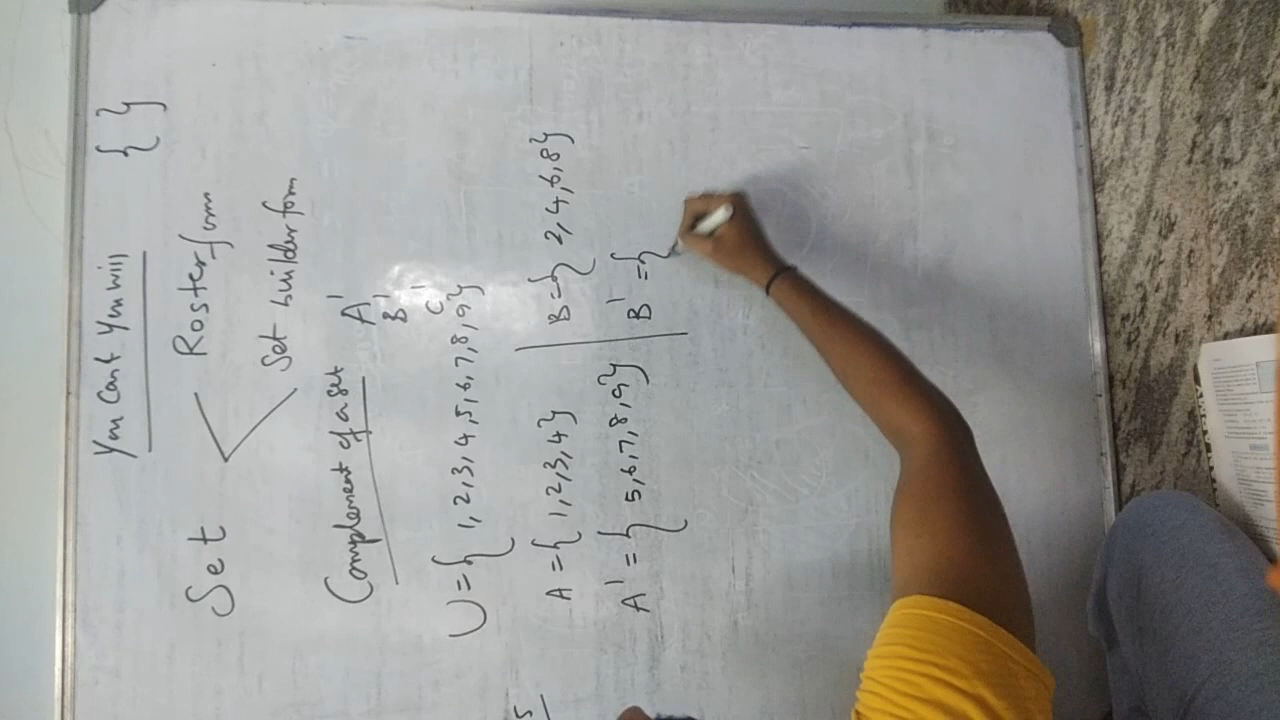 You Cant You will { }
Set < Roster form
Set builder form
Complement of a set A' B' C'
U = { 1, 2, 3, 4, 5, 6, 7, 8, 9}
A = { 1, 2, 3, 4 } B = { 2, 4, 6, 8}
A' = { 5, 6, 7, 8, 9} B' = {
5